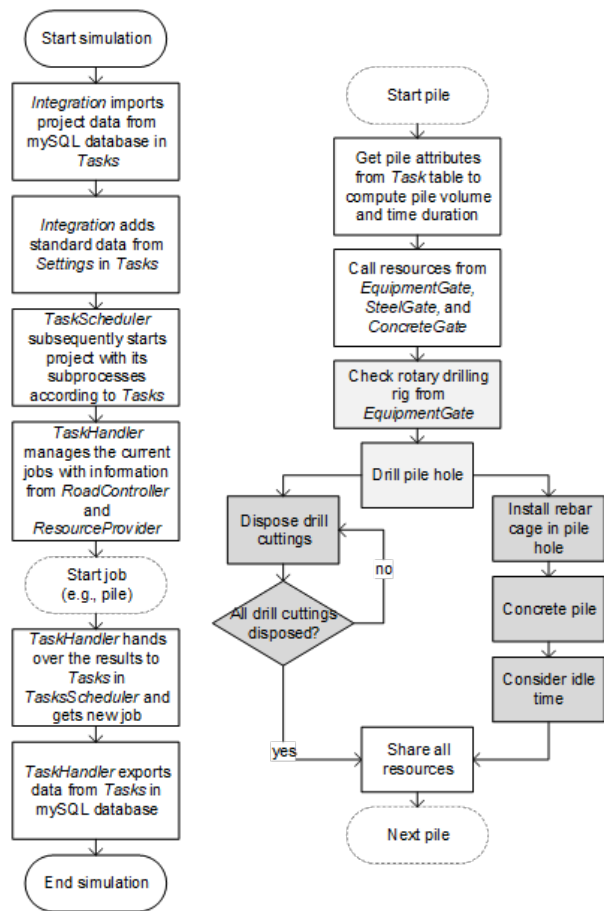 Start simulation
Integration imports
project data from
mySQL database in
Tasks
Integration adds
standard data from
Settings in Tasks
TaskScheduler
subsequently starts
project with its
subprocesses
according to Tasks
TaskHandler
manages the current
jobs with information
from RoadController
and
ResourceProvider
Start job
(e.g., pile)
TaskHandler hands
over the results to
Tasks in
TasksScheduler and
gets new job
TaskHandler exports
data from Tasks in
mySQL database
End simulation
Start pile
Get pile attributes
from Task table to
compute pile volume
and time duration
Call resources from
EquipmentGate,
SteelGate, and
ConcreteGate
Check rotary drilling
rig from
EquipmentGate
Drill pile hole
Dispose drill
cuttings
no
All drill cuttings
disposed?
yes
Install rebar
cage in pile
hole
Concrete pile
Consider idle
time
Share all
resources
Next pile